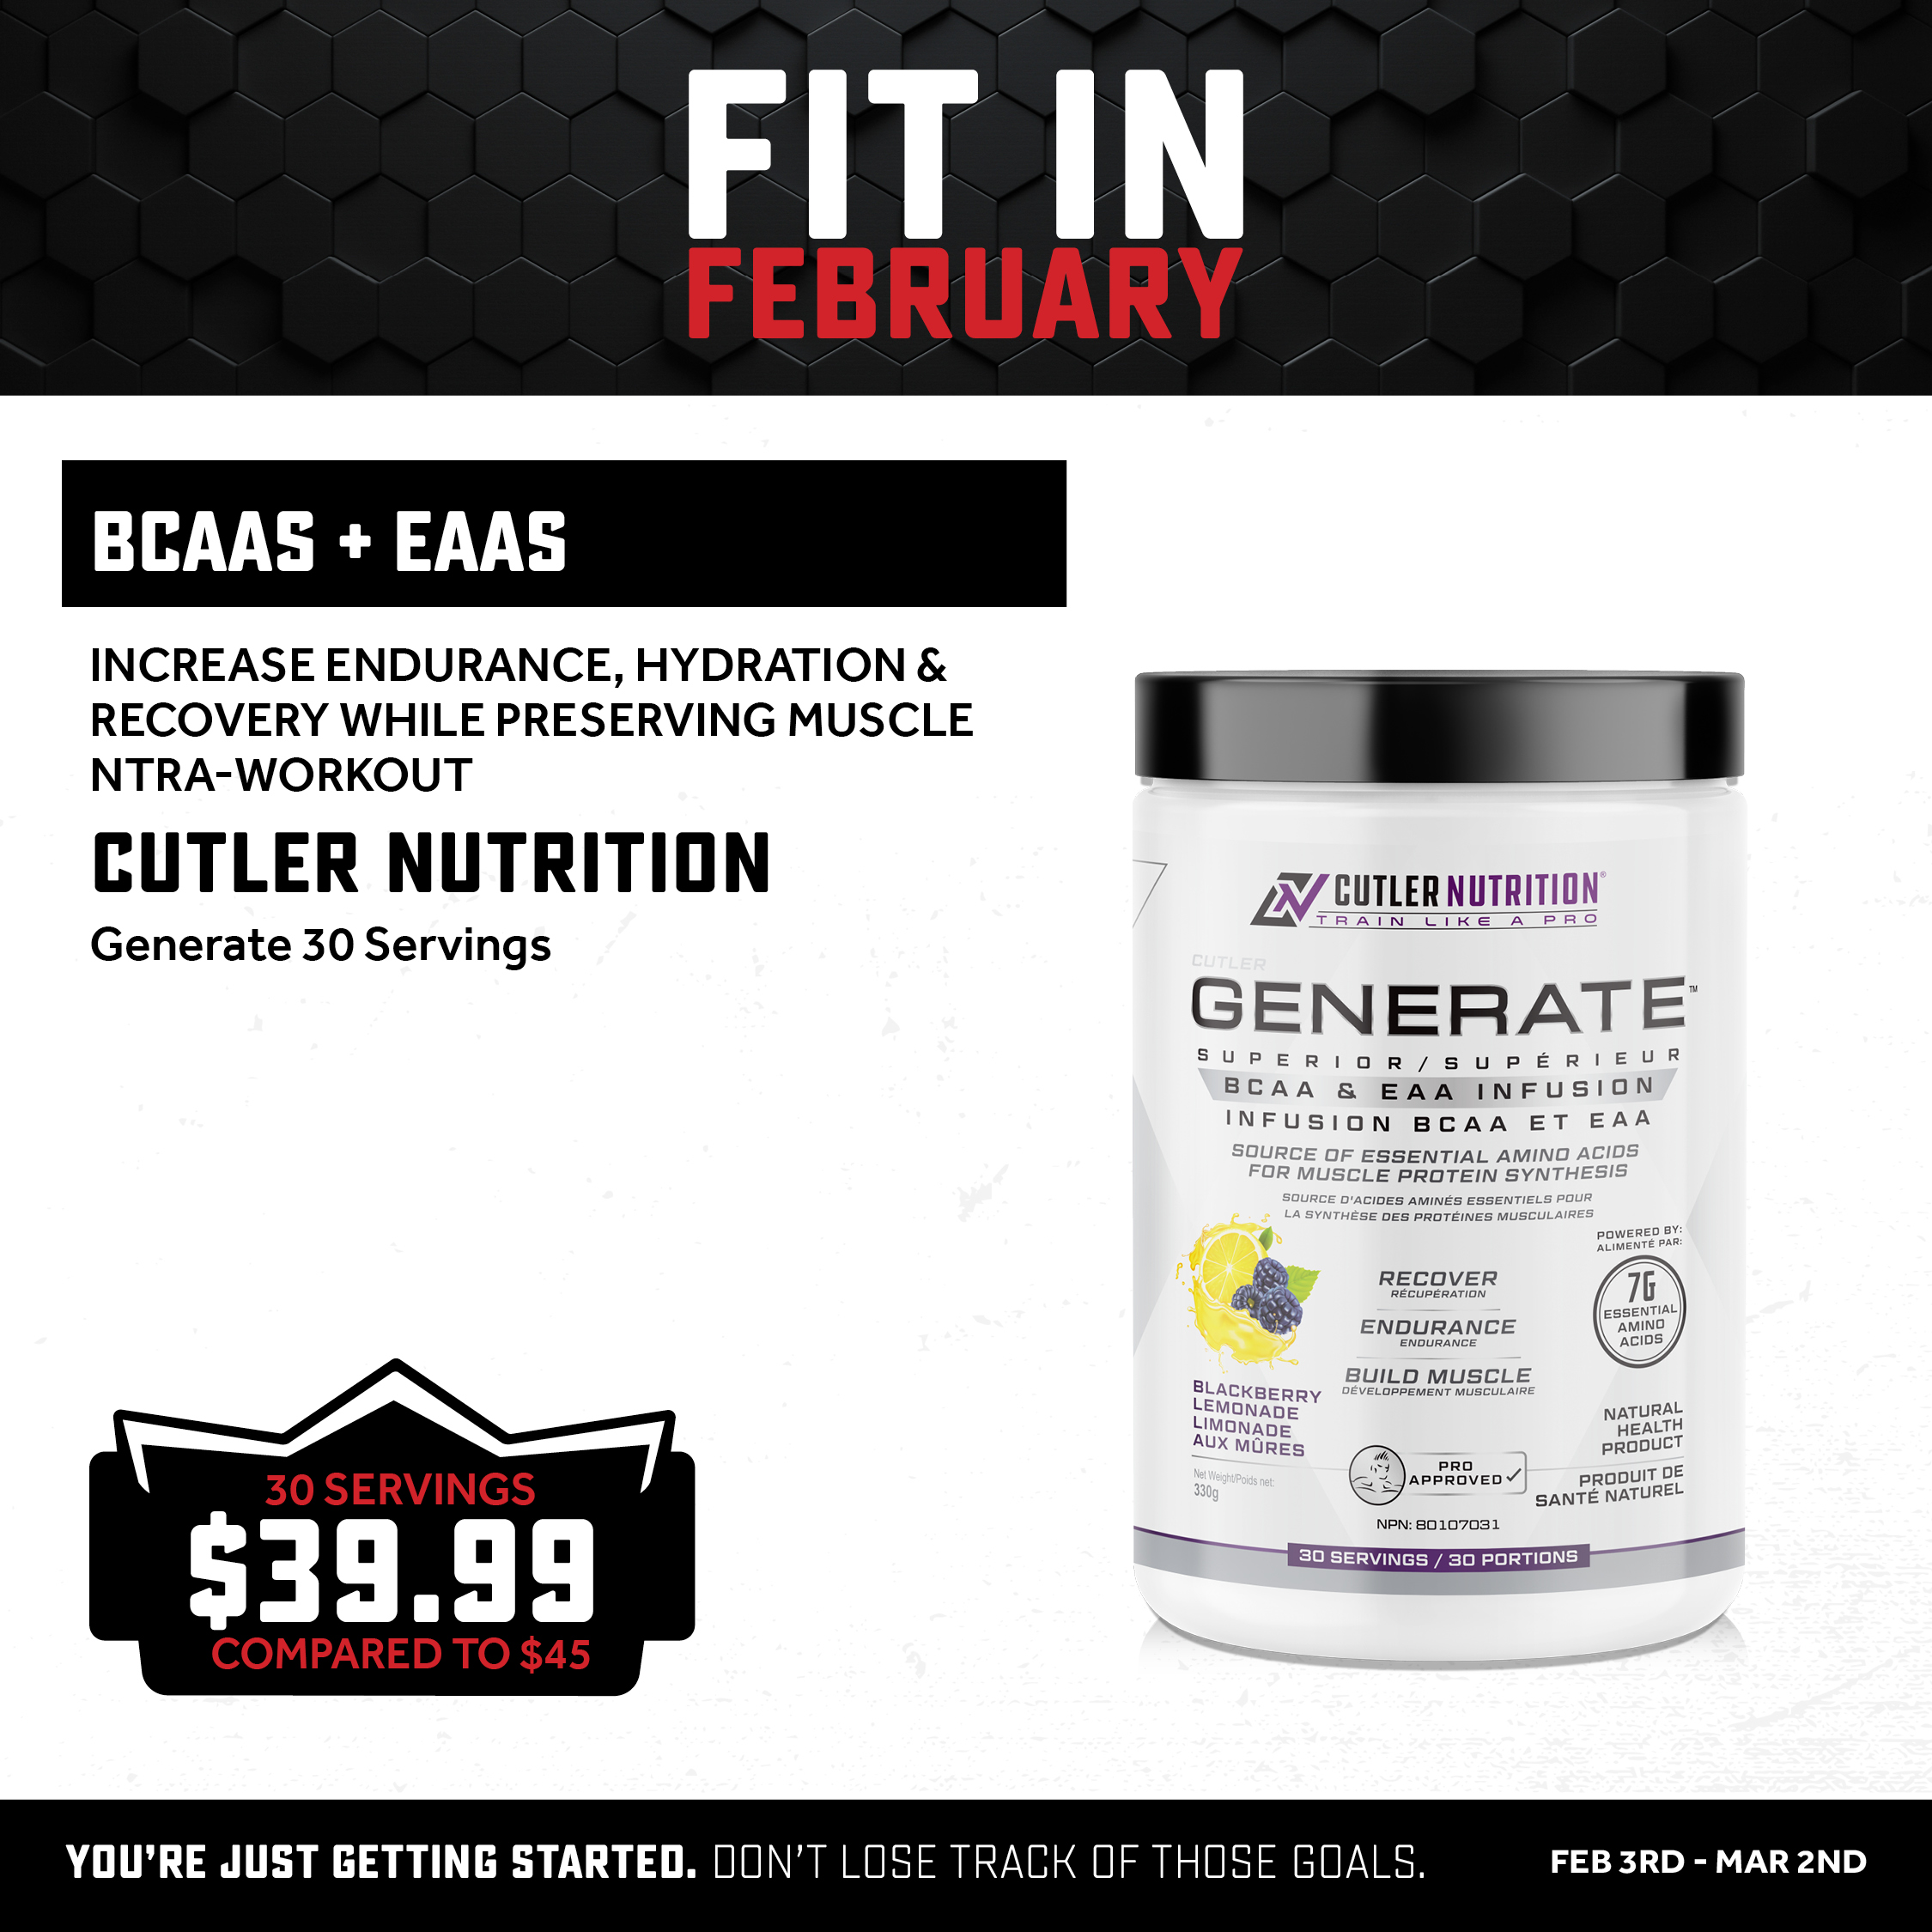 FIT IN
FEBRUARY
BCAAS + EAAS
INCREASE ENDURANCE, HYDRATION &
RECOVERY WHILE PRESERVING MUSCLE
NTRA-WORKOUT
CUTLER NUTRITION
Generate 30 Servings
30 SERVINGS
$39.99
COMPARED TO $45
CUTLER NUTRITION®
TRAIN LIKE A PRO
CUTLER
GENERATE™
SUPERIOR / SUPÉRIEUR
BCAA & EAA INFUSION
INFUSION BCAA ET EAA
SOURCE OF ESSENTIAL AMINO ACIDS
FOR MUSCLE PROTEIN SYNTHESIS
SOURCE D'ACIDES AMINÉS ESSENTIELS POUR
LA SYNTHÈSE DES PROTÉINES MUSCULAIRES
POWERED BY:
ALIMENTÉ PAR:
7G
ESSENTIAL
AMINO
ACIDS
RECOVER
RÉCUPÉRATION
ENDURANCE
ENDURANCE
BUILD MUSCLE
DÉVELOPPEMENT MUSCULAIRE
BLACKBERRY
LEMONADE
LIMONADE
AUX MÛRES
Net Weight/Poids net:
330g
PRO
APPROVED
NATURAL
HEALTH
PRODUCT
PRODUIT DE
SANTÉ NATUREL
NPN: 80107031
30 SERVINGS / 30 PORTIONS
YOU'RE JUST GETTING STARTED. DON'T LOSE TRACK OF THOSE GOALS.
FEB 3RD - MAR 2ND